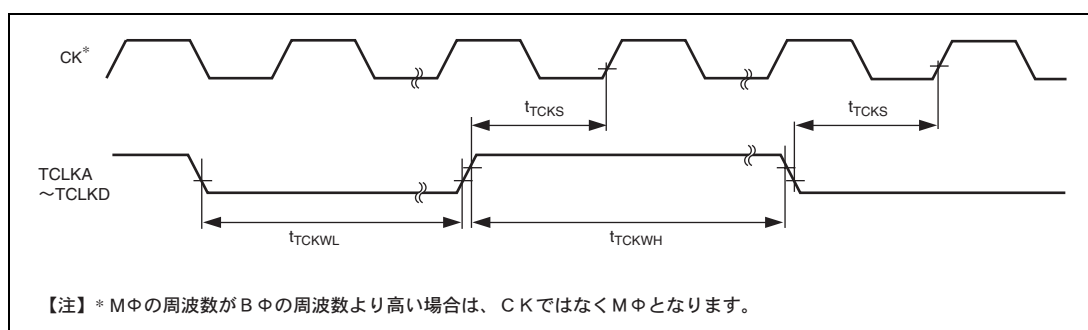 CK*
tTCKS
tTCKS
TCLKA
～TCLKD
tTCKWL
tTCKWH
【注】* MΦの周波数がBΦの周波数より高い場合は、CKではなくMΦとなります。